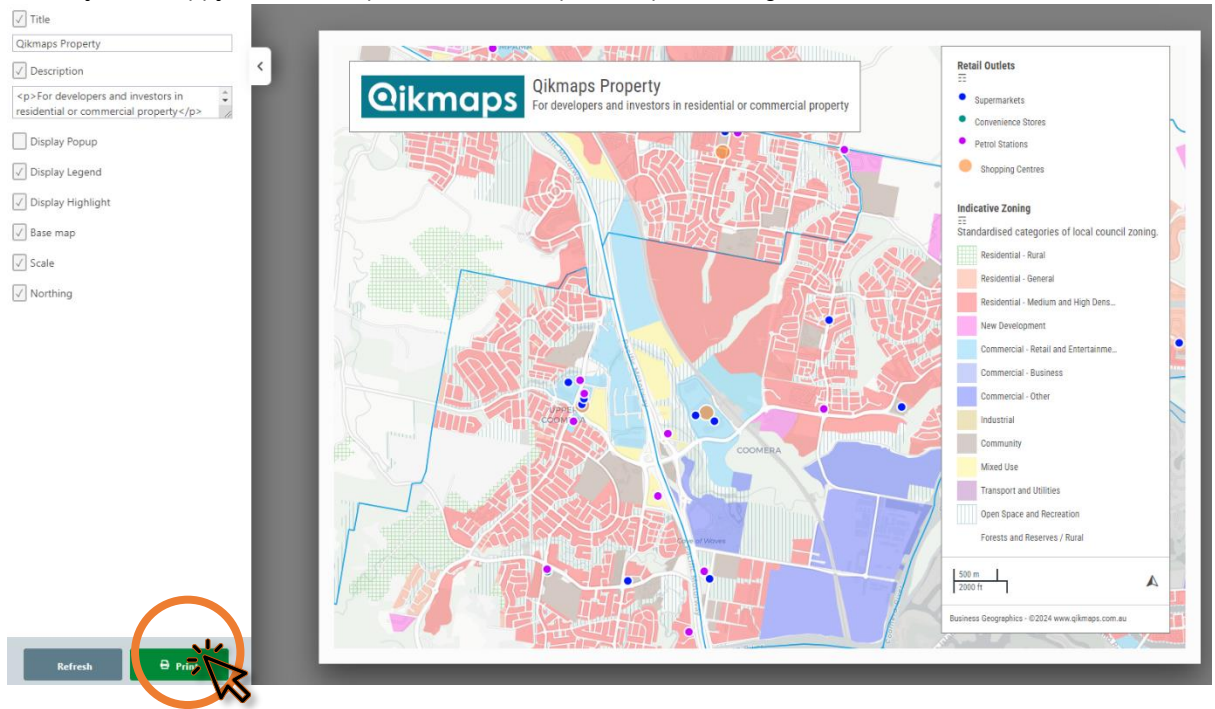 Title
Qikmaps Property
Description
<p>For developers and investors in
residential or commercial property</p>
Display Popup
Display Legend
Display Highlight
Base map
Scale
Northing
Refresh
Qikmaps
Qikmaps Property
For developers and investors in residential or commercial property
UPPER
COOMERA
Retail Outlets
Supermarkets
Convenience Stores
Petrol Stations
Shopping Centres
Indicative Zoning
Standardised categories of local council zoning.
Residential - Rural
Residential - General
Residential - Medium and High Dens...
New Development
Commercial - Retail and Entertainme...
Commercial - Business
Commercial - Other
Industrial
Community
Mixed Use
Transport and Utilities
Open Space and Recreation
Forests and Reserves / Rural
500 m
2000 ft
Business Geographics - ©2024 www.qikmaps.com.au